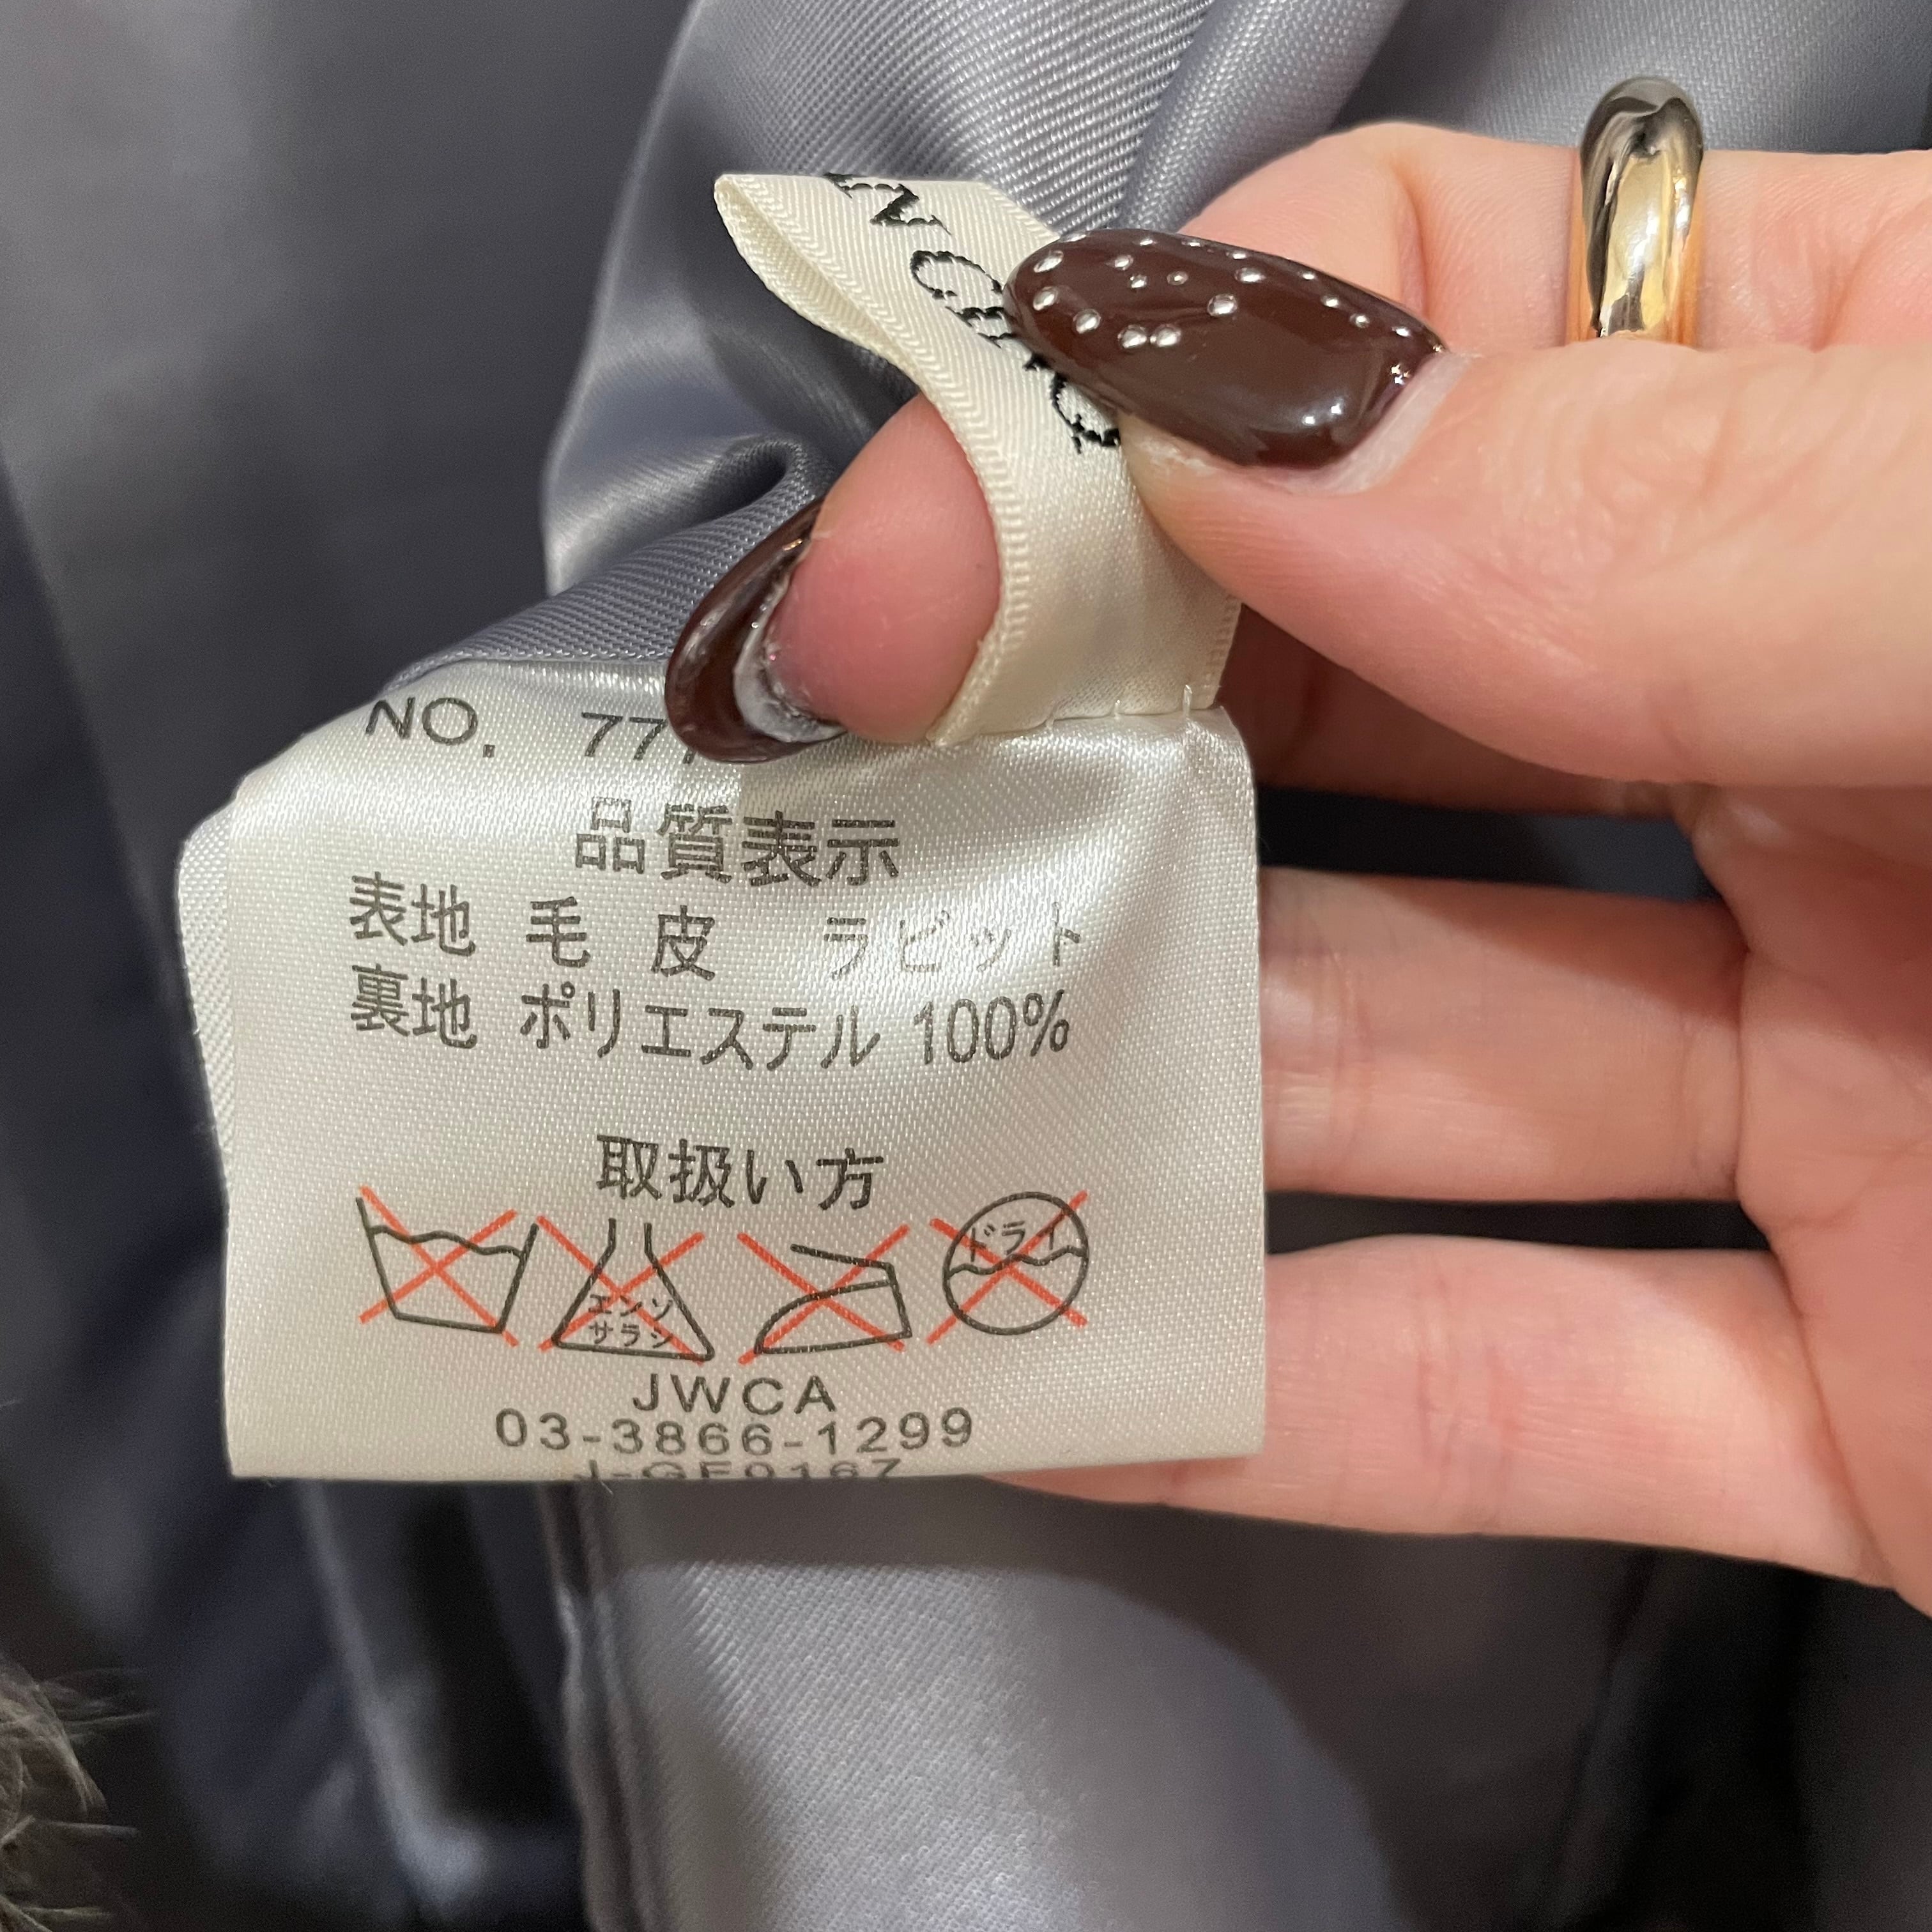 NO. 77
品質表示
表地 毛 皮 ラビット
裏地 ポリエステル 100%
取扱い方
エンソ
サラシ
ドライ
JWCA
03-3866-1299